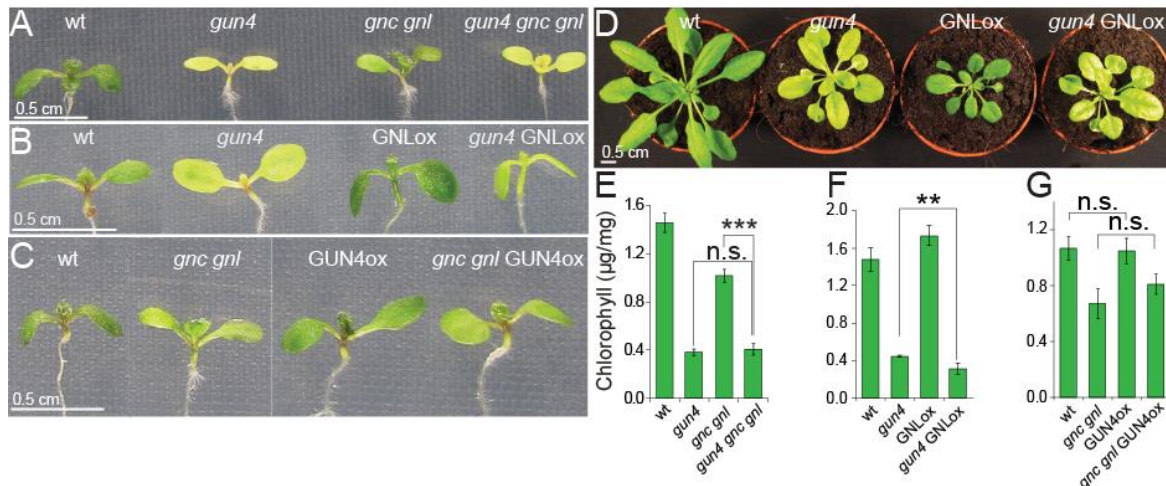 A
wt
gun4
gnc gnl
gun4 gnc gnl
0.5 cm
B
wt
gun4
GNLox
gun4 GNLox
0.5 cm
C
wt
gnc gnl
GUN4ox
gnc gnl GUN4ox
0.5 cm
D
wt
gun4
GNLox
gun4 GNLox
0.5 cm
E
Chlorophyll (µg/mg)
1.6
1.2
0.8
0.4
0.0
***
n.s.
wt
gun4
gnc gnl
gun4 gnc gnl
F
2.0
1.6
1.2
0.8
0.4
0.0
**
wt
gun4
GNLox
gun4 GNLox
G
1.2
0.8
0.4
0.0
n.s.
n.s.
wt
gnc gnl
GUN4ox
gnc gnl GUN4ox